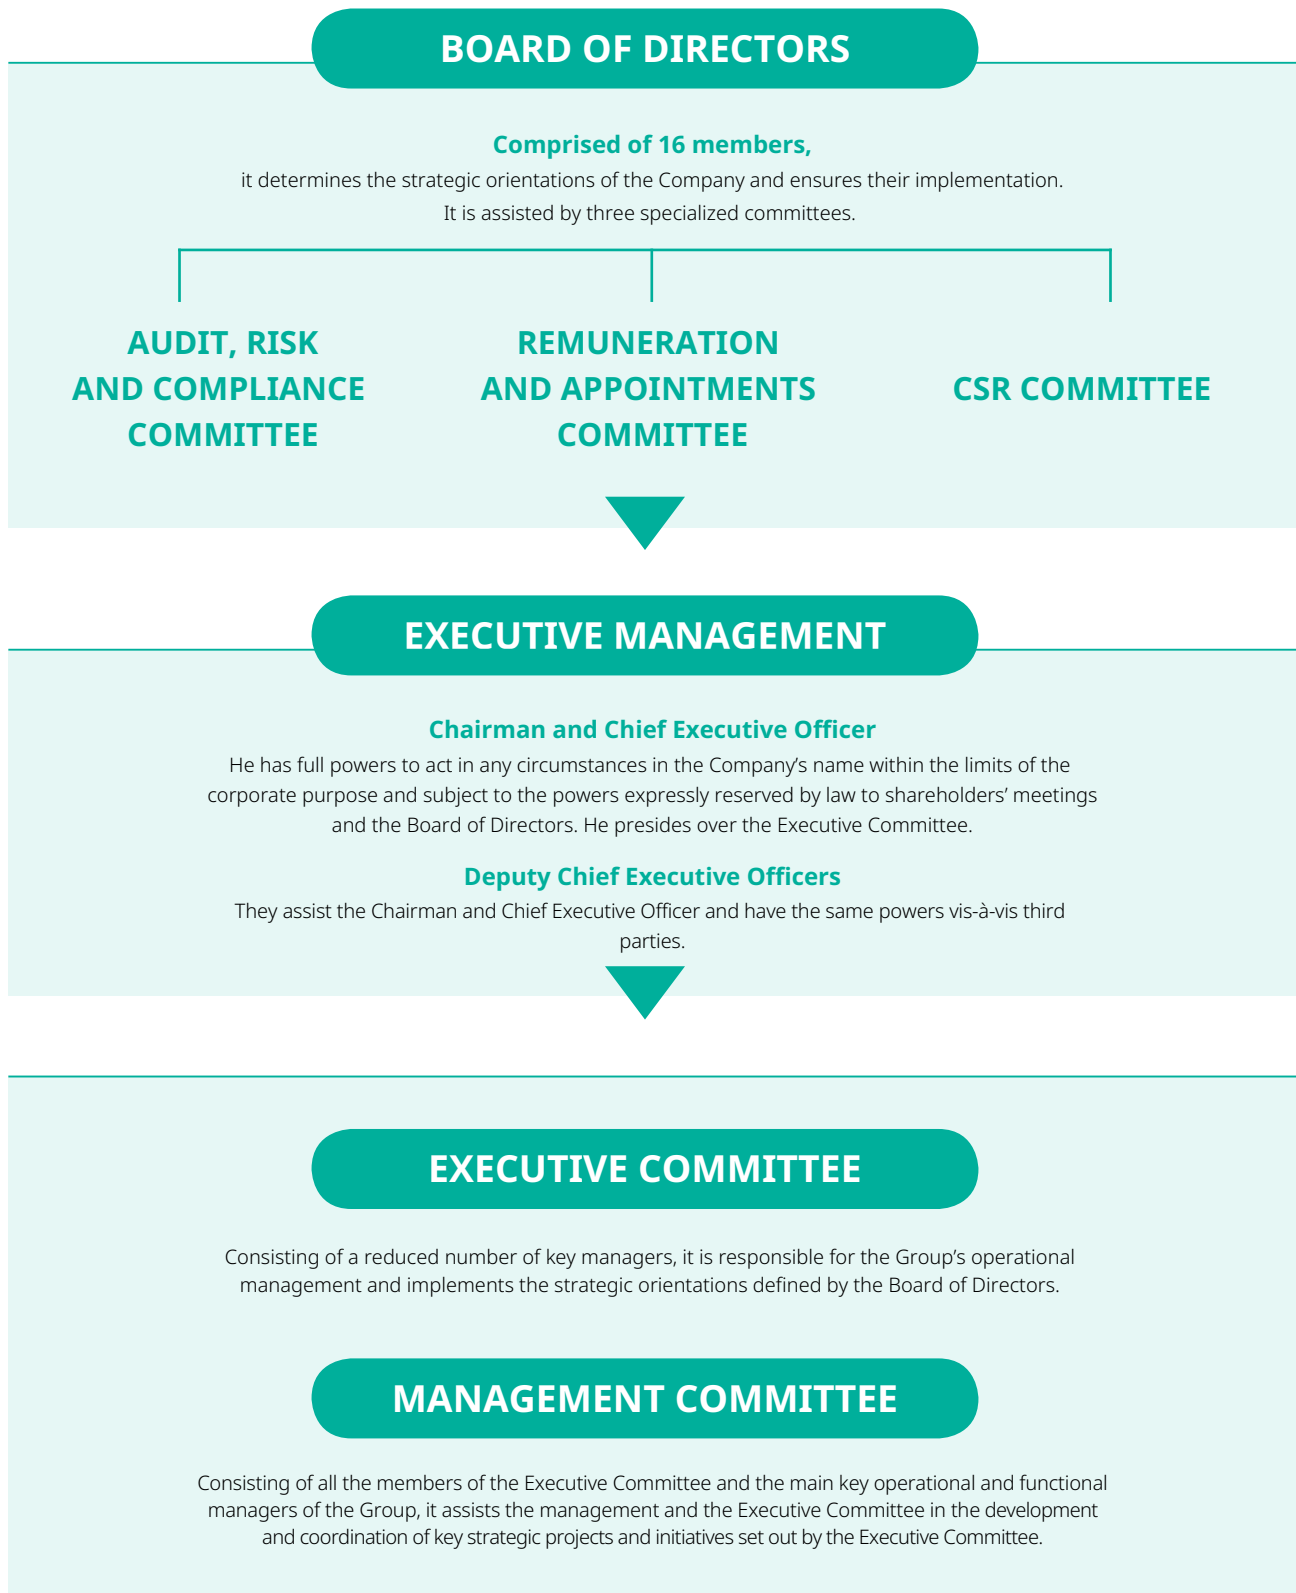 BOARD OF DIRECTORS
Comprised of 16 members,
it determines the strategic orientations of the Company and ensures their implementation.
It is assisted by three specialized committees.
AUDIT, RISK
AND COMPLIANCE
COMMITTEE
REMUNERATION
AND APPOINTMENTS
COMMITTEE
CSR COMMITTEE
EXECUTIVE MANAGEMENT
Chairman and Chief Executive Officer
He has full powers to act in any circumstances in the Company’s name within the limits of the
corporate purpose and subject to the powers expressly reserved by law to shareholders’ meetings
and the Board of Directors. He presides over the Executive Committee.
Deputy Chief Executive Officers
They assist the Chairman and Chief Executive Officer and have the same powers vis-à-vis third
parties.
EXECUTIVE COMMITTEE
Consisting of a reduced number of key managers, it is responsible for the Group’s operational
management and implements the strategic orientations defined by the Board of Directors.
MANAGEMENT COMMITTEE
Consisting of all the members of the Executive Committee and the main key operational and functional
managers of the Group, it assists the management and the Executive Committee in the development
and coordination of key strategic projects and initiatives set out by the Executive Committee.